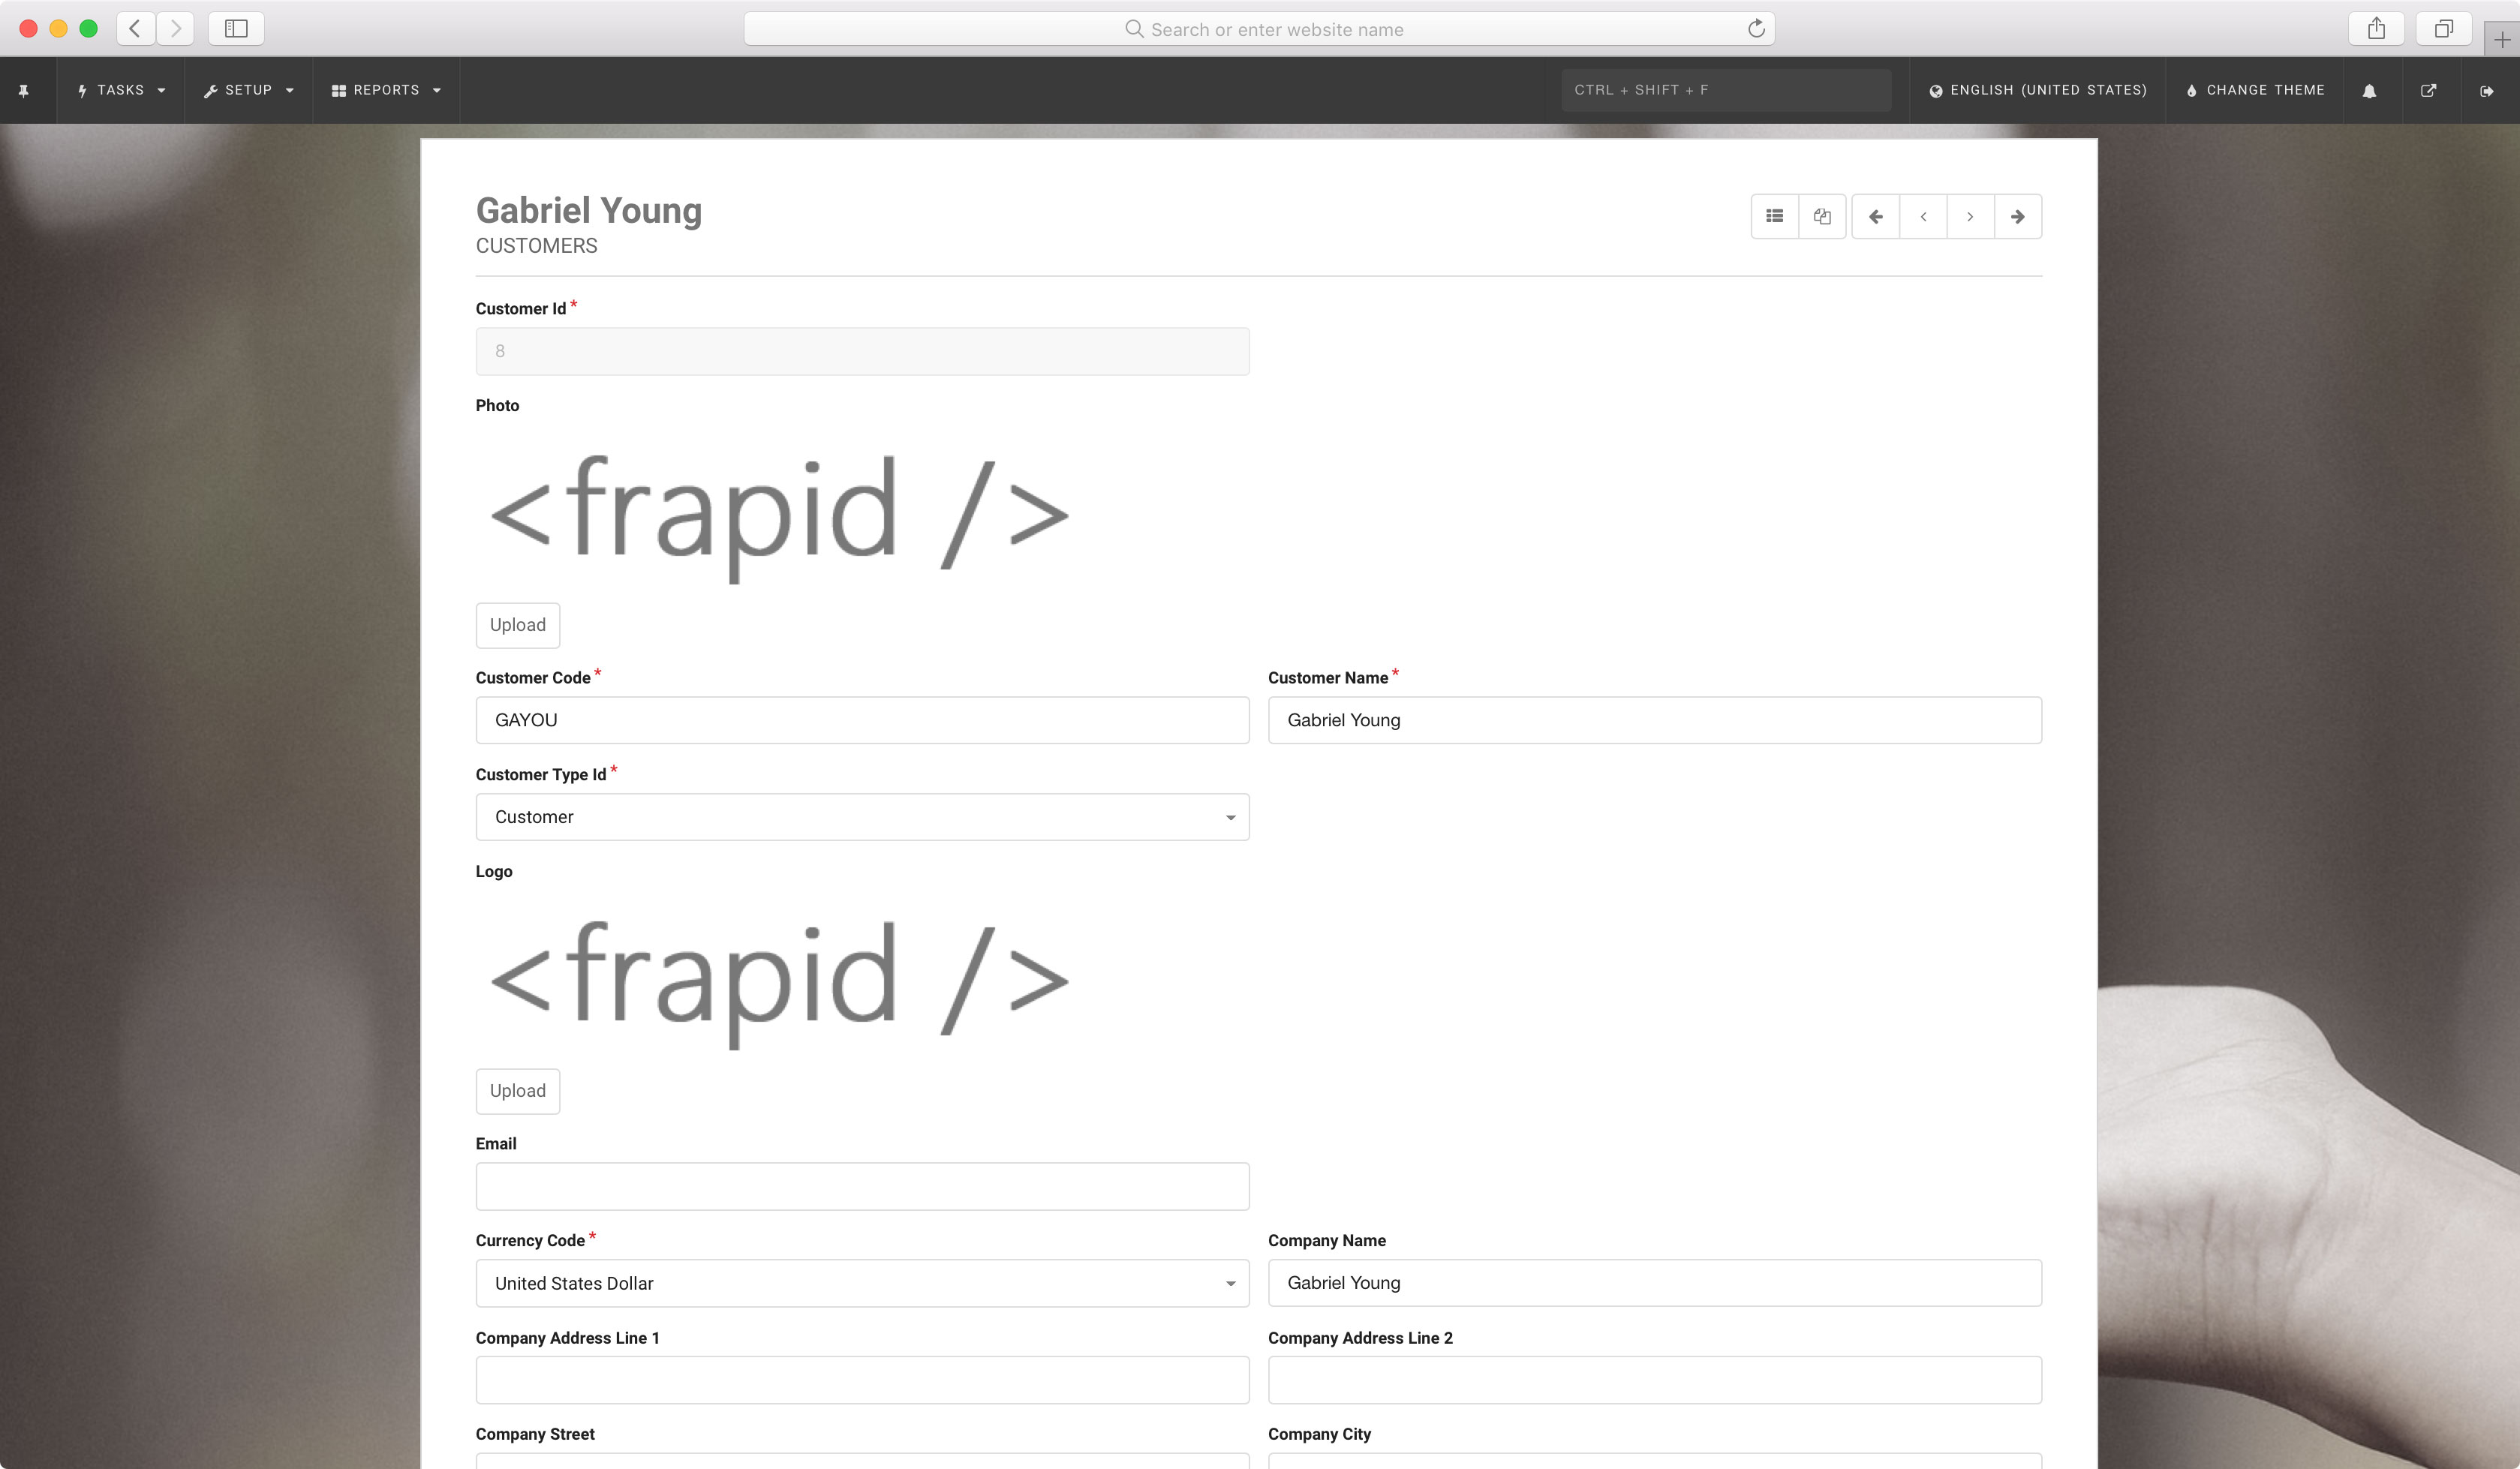 Search or enter website name
TASKS SETUP REPORTS CTRL + SHIFT + F ENGLISH (UNITED STATES) CHANGE THEME
Gabriel Young
CUSTOMERS
Customer Id *
8
Photo
<frapid />
Upload
Customer Code * Customer Name *
GAYOU Gabriel Young
Customer Type Id *
Customer
Logo
<frapid />
Upload
Email
Currency Code * Company Name
United States Dollar Gabriel Young
Company Address Line 1 Company Address Line 2
Company Street Company City